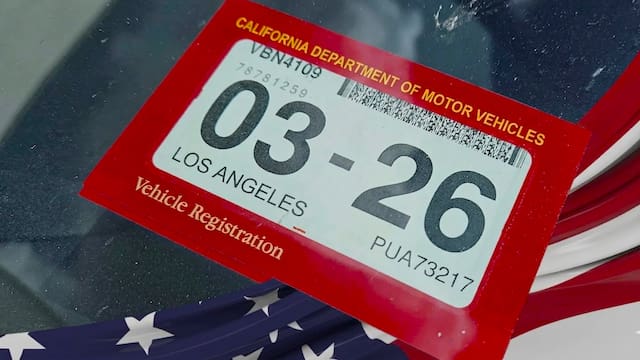 CALIFORNIA DEPARTMENT OF MOTOR VEHICLES
VBN4109
78781259
03-26
LOS ANGELES
PUA73217
Vehicle Registration